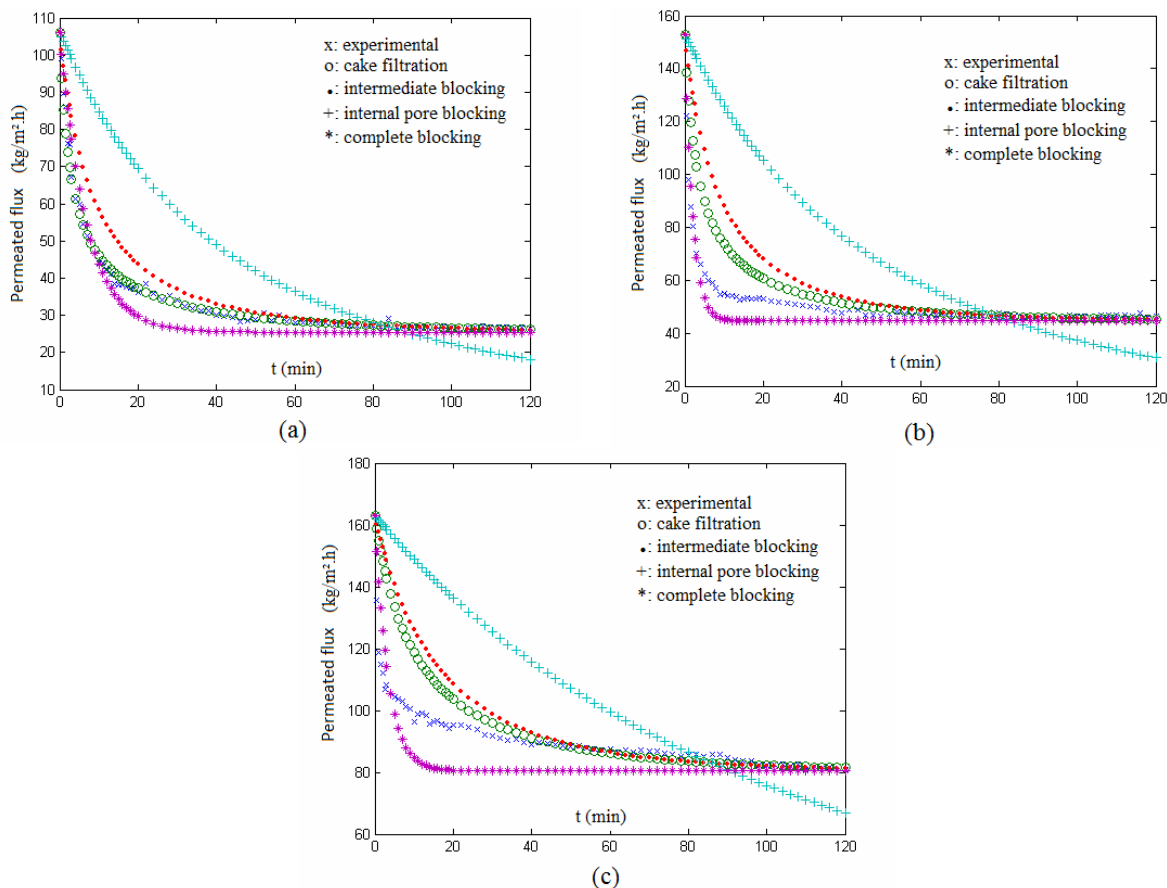 110
100
90
80
70
60
50
40
30
20
10
Permeated flux (kg/m².h)
x: experimental
o: cake filtration
•: intermediate blocking
+: internal pore blocking
*: complete blocking
t (min)
0 20 40 60 80 100 120
(a)
160
140
120
100
80
60
40
20
Permeated flux (kg/m².h)
x: experimental
o: cake filtration
•: intermediate blocking
+: internal pore blocking
*: complete blocking
t (min)
0 20 40 60 80 100 120
(b)
180
160
140
120
100
80
60
Permeated flux (kg/m².h)
x: experimental
o: cake filtration
•: intermediate blocking
+: internal pore blocking
*: complete blocking
t (min)
0 20 40 60 80 100 120
(c)